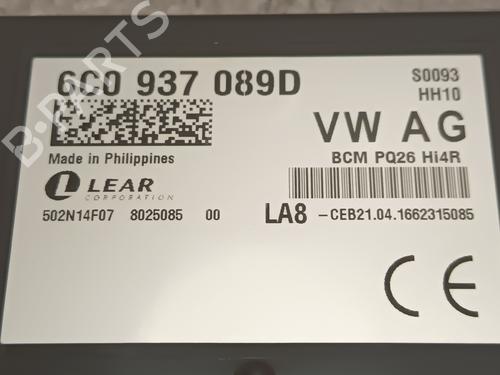 6C0 937 089D
S0093
HH10
VW AG
Made in Philippines
BCM PQ26 Hi4R
LEAR
CORPORATION
502N14F07 8025085 00
LA8 -CEB21.04.1662315085
CE
B-PARTS